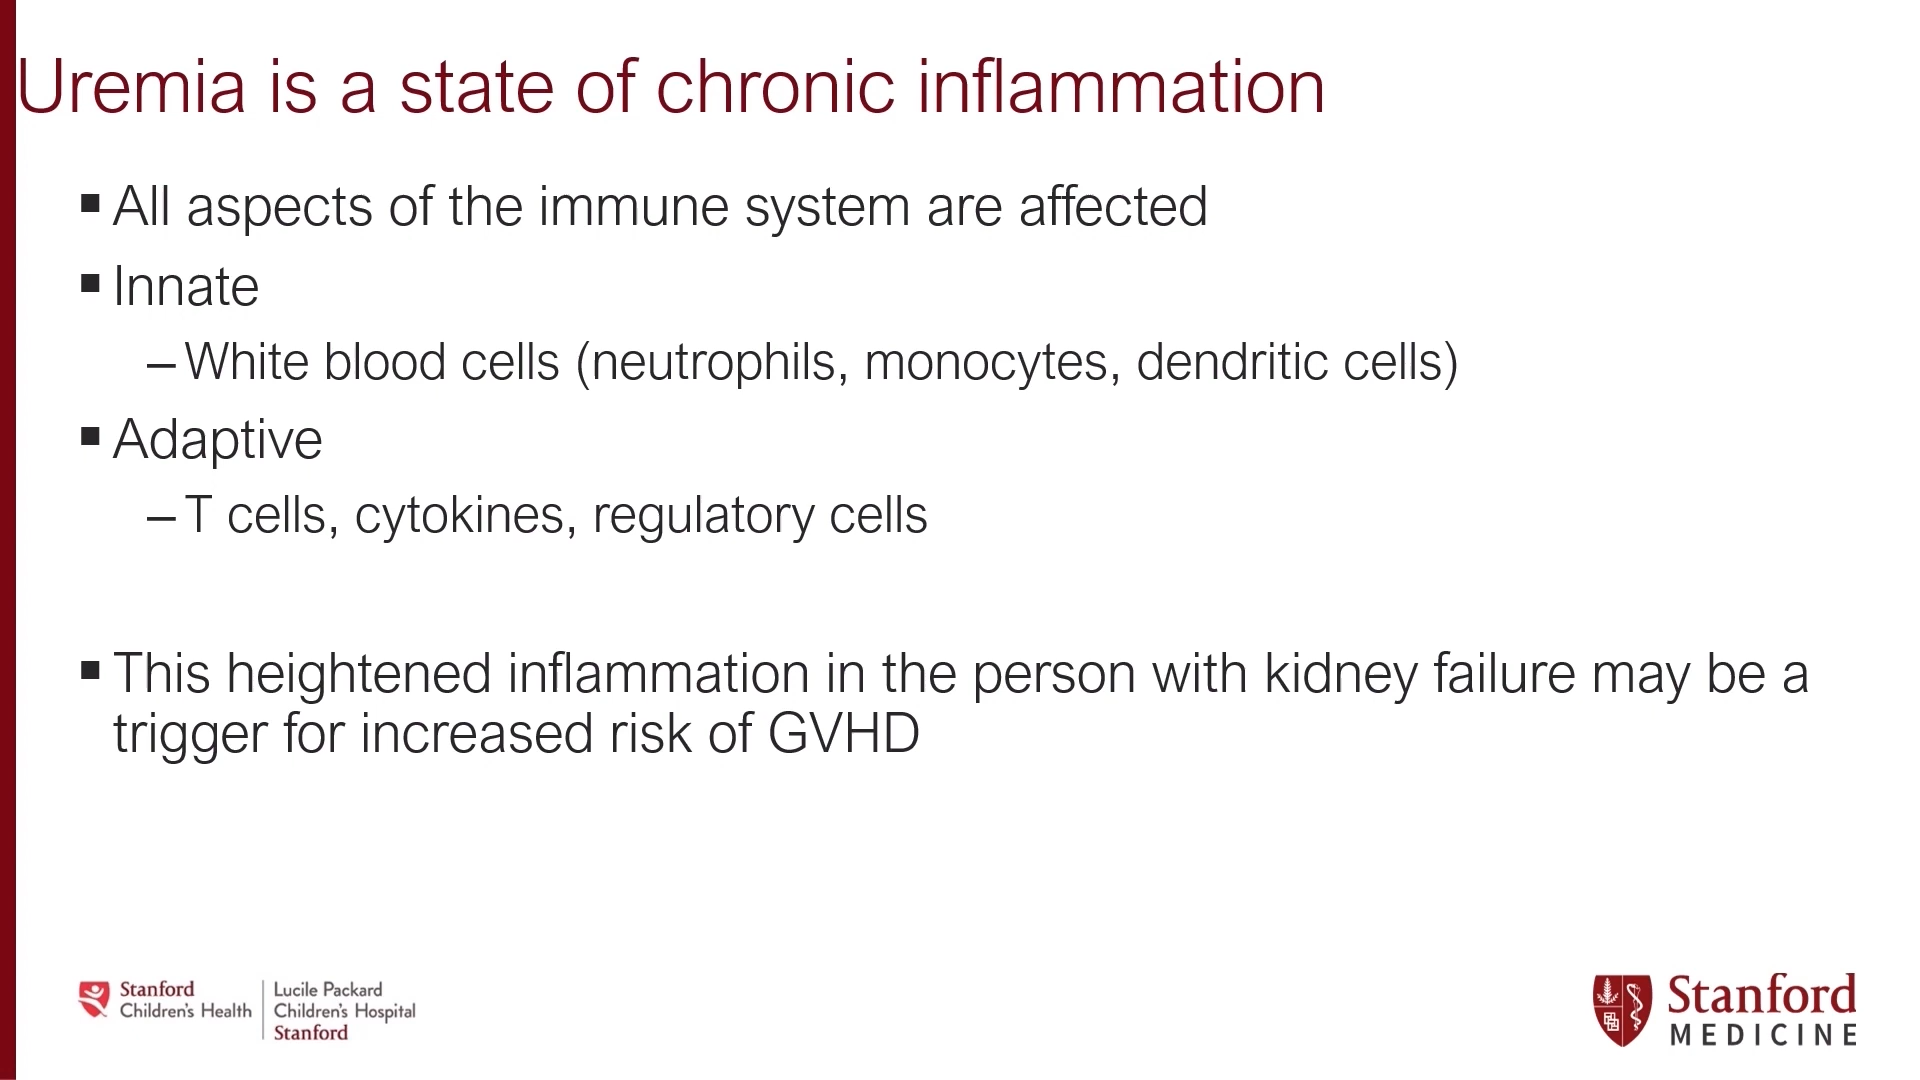 Uremia is a state of chronic inflammation
▪ All aspects of the immune system are affected
▪ Innate
– White blood cells (neutrophils, monocytes, dendritic cells)
▪ Adaptive
– T cells, cytokines, regulatory cells
▪ This heightened inflammation in the person with kidney failure may be a
trigger for increased risk of GVHD
Stanford
Children's Health
Lucile Packard
Children's Hospital
Stanford
Stanford
MEDICINE